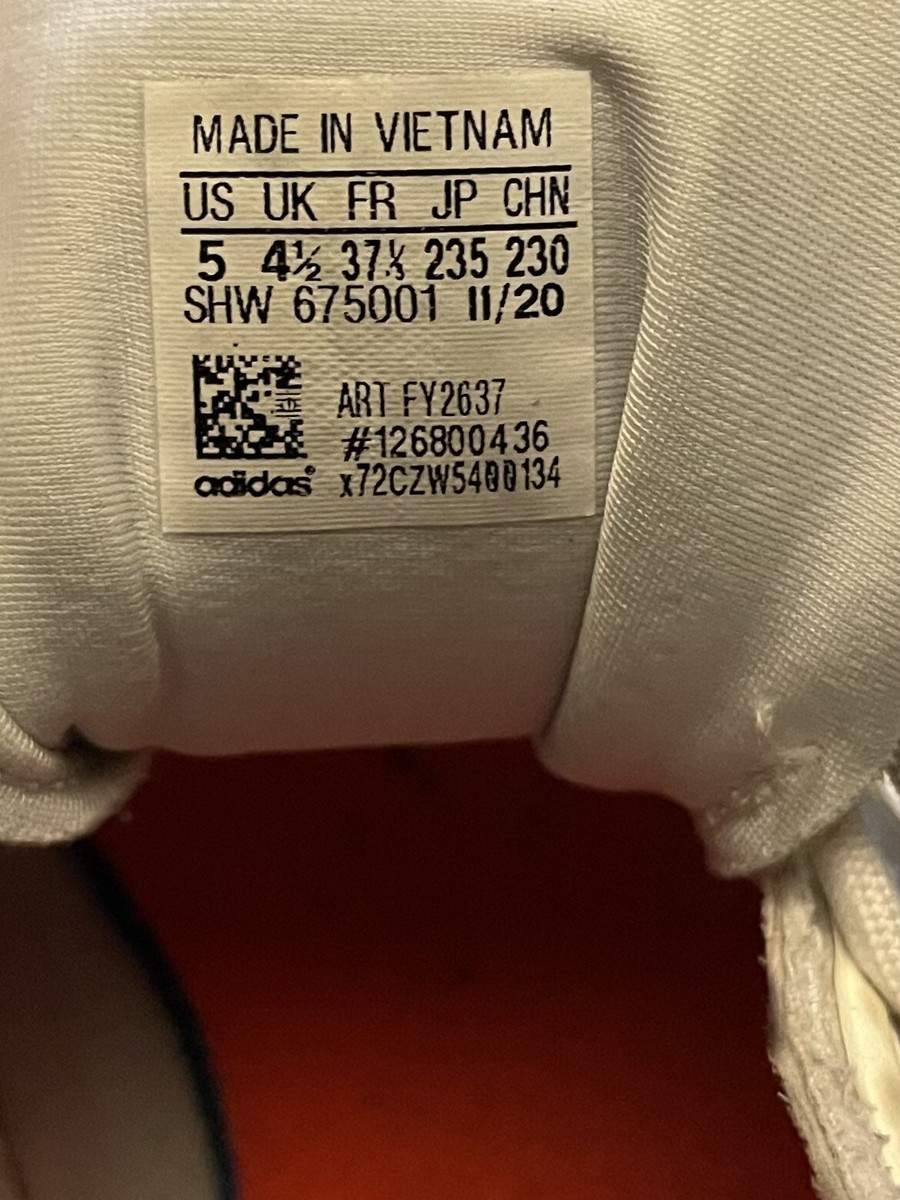 MADE IN VIETNAM
US UK FR JP CHN
5 4½ 37⅓ 235 230
SHW 675001 11/20
ART FY2637
#126800436
adidas® x72CZW5400134